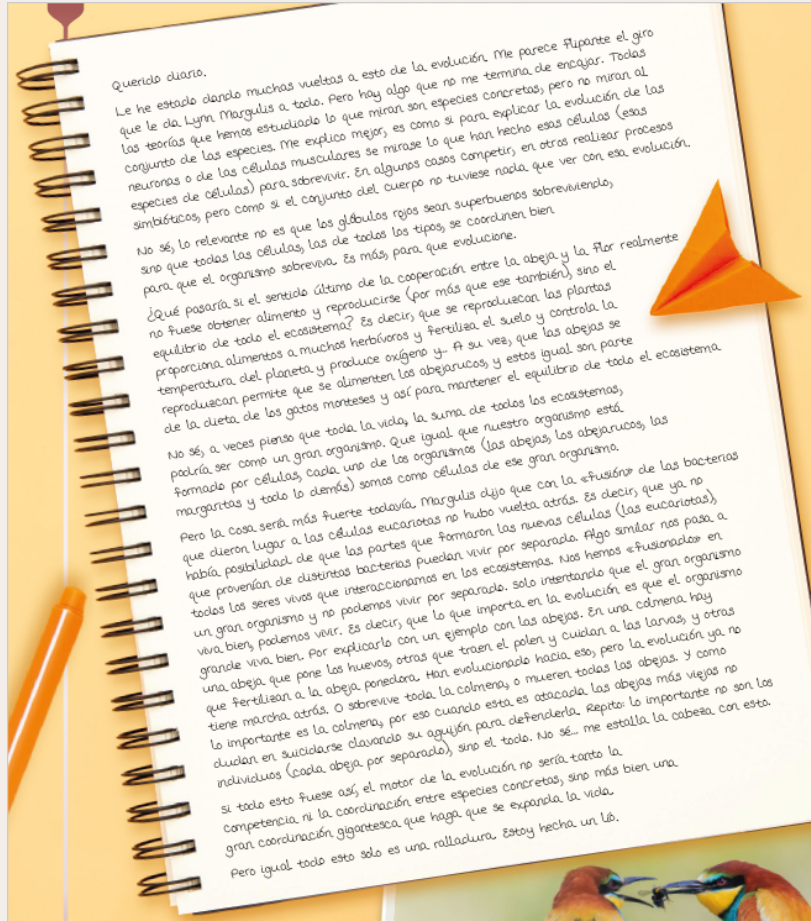 Querido diario.
Le he estado dando muchas vueltas a esto de la evolución. Me parece flipante el giro
que le da Lynn Margulis a todo. Pero hay algo que no me termina de encajar. Todas
las teorías que hemos estudiado lo que miran son especies concretas, pero no miran al
conjunto de las especies. Me explico mejor, es como si para explicar la evolución de las
neuronas o de las células musculares se mirase lo que han hecho esas células (esas
especies de células) para sobrevivir. En algunos casos competir, en otros realizar procesos
simbióticos, pero como si el conjunto del cuerpo no tuviese nada que ver con esa evolución.
No sé, lo relevante no es que los glóbulos rojos sean superbuenos sobreviviendo,
sino que todas las células, las de todos los tipos, se coordinen bien
para que el organismo sobreviva. Es más, para que evolucione.
¿Qué pasaría si el sentido último de la cooperación entre la abeja y la flor realmente
no fuese obtener alimento y reproducirse (por más que ese también), sino el
equilibrio de todo el ecosistema? Es decir, que se reproduzcan las plantas
proporciona alimentos a muchos herbívoros y fertiliza el suelo y controla la
temperatura del planeta y produce oxígeno y... A su vez, que las abejas se
reproduzcan permite que se alimenten los abejarucos, y estos igual son parte
de la dieta de los gatos monteses y así para mantener el equilibrio de todo el ecosistema
No sé, a veces pienso que toda la vida, la suma de todos los ecosistemas,
podría ser como un gran organismo. Que igual que nuestro organismo está
formado por células, cada uno de los organismos (las abejas, los abejarucos, las
margaritas y todo lo demás) somos como células de ese gran organismo.
Pero la cosa sería más fuerte todavía. Margulis dijo que con la «fusión» de las bacterias
que dieron lugar a las células eucariotas no hubo vuelta atrás. Es decir, que ya no
había posibilidad de que las partes que formaron las nuevas células (las eucariotas),
que provenían de distintas bacterias puedan vivir por separado. Algo similar nos pasa a
todos los seres vivos que interaccionamos en los ecosistemas. Nos hemos «fusionado» en
un gran organismo y no podemos vivir por separado. Solo intentando que el gran organismo
viva bien, podemos vivir. Es decir, que lo que importa en la evolución es que el organismo
grande viva bien. Por explicarlo con un ejemplo con las abejas. En una colmena hay
una abeja que pone los huevos, otras que traen el polen y cuidan a las larvas, y otras
que fertilizan a la abeja ponedora. Han evolucionado hacia eso, pero la evolución ya no
tiene marcha atrás. O sobrevive toda la colmena, o mueren todas las abejas. Y como
lo importante es la colmena, por eso cuando esta es atacada las abejas más viejas no
dudan en suicidarse clavando su aguijón para defenderla. Repito: lo importante no son los
individuos (cada abeja por separado), sino el todo. No sé... me estalla la cabeza con esto.
Si todo esto fuese así, el motor de la evolución no sería tanto la
competencia ni la coordinación entre especies concretas, sino más bien una
gran coordinación gigantesca que haga que se expanda la vida.
Pero igual todo esto solo es una ralladura. Estoy hecha un lío.